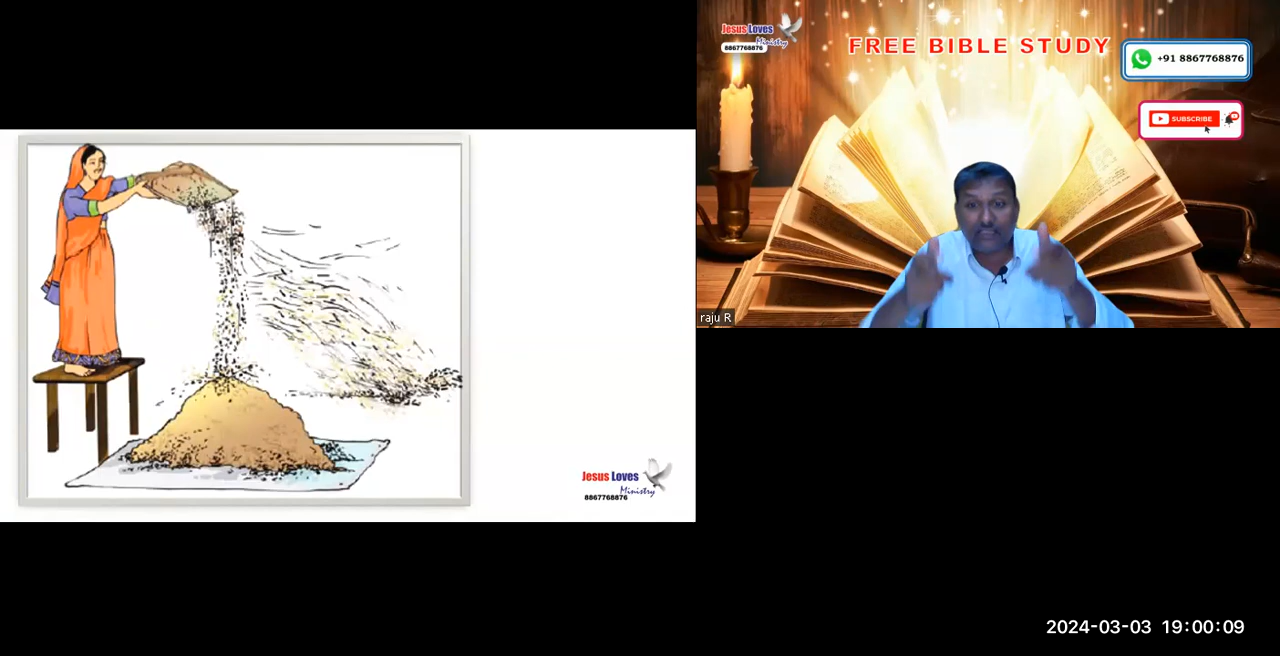 Jesus Loves
Ministry
8867768876
FREE BIBLE STUDY
+91 8867768876
SUBSCRIBE
raju R
Jesus Loves
Ministry
8867768876
2024-03-03 19:00:09